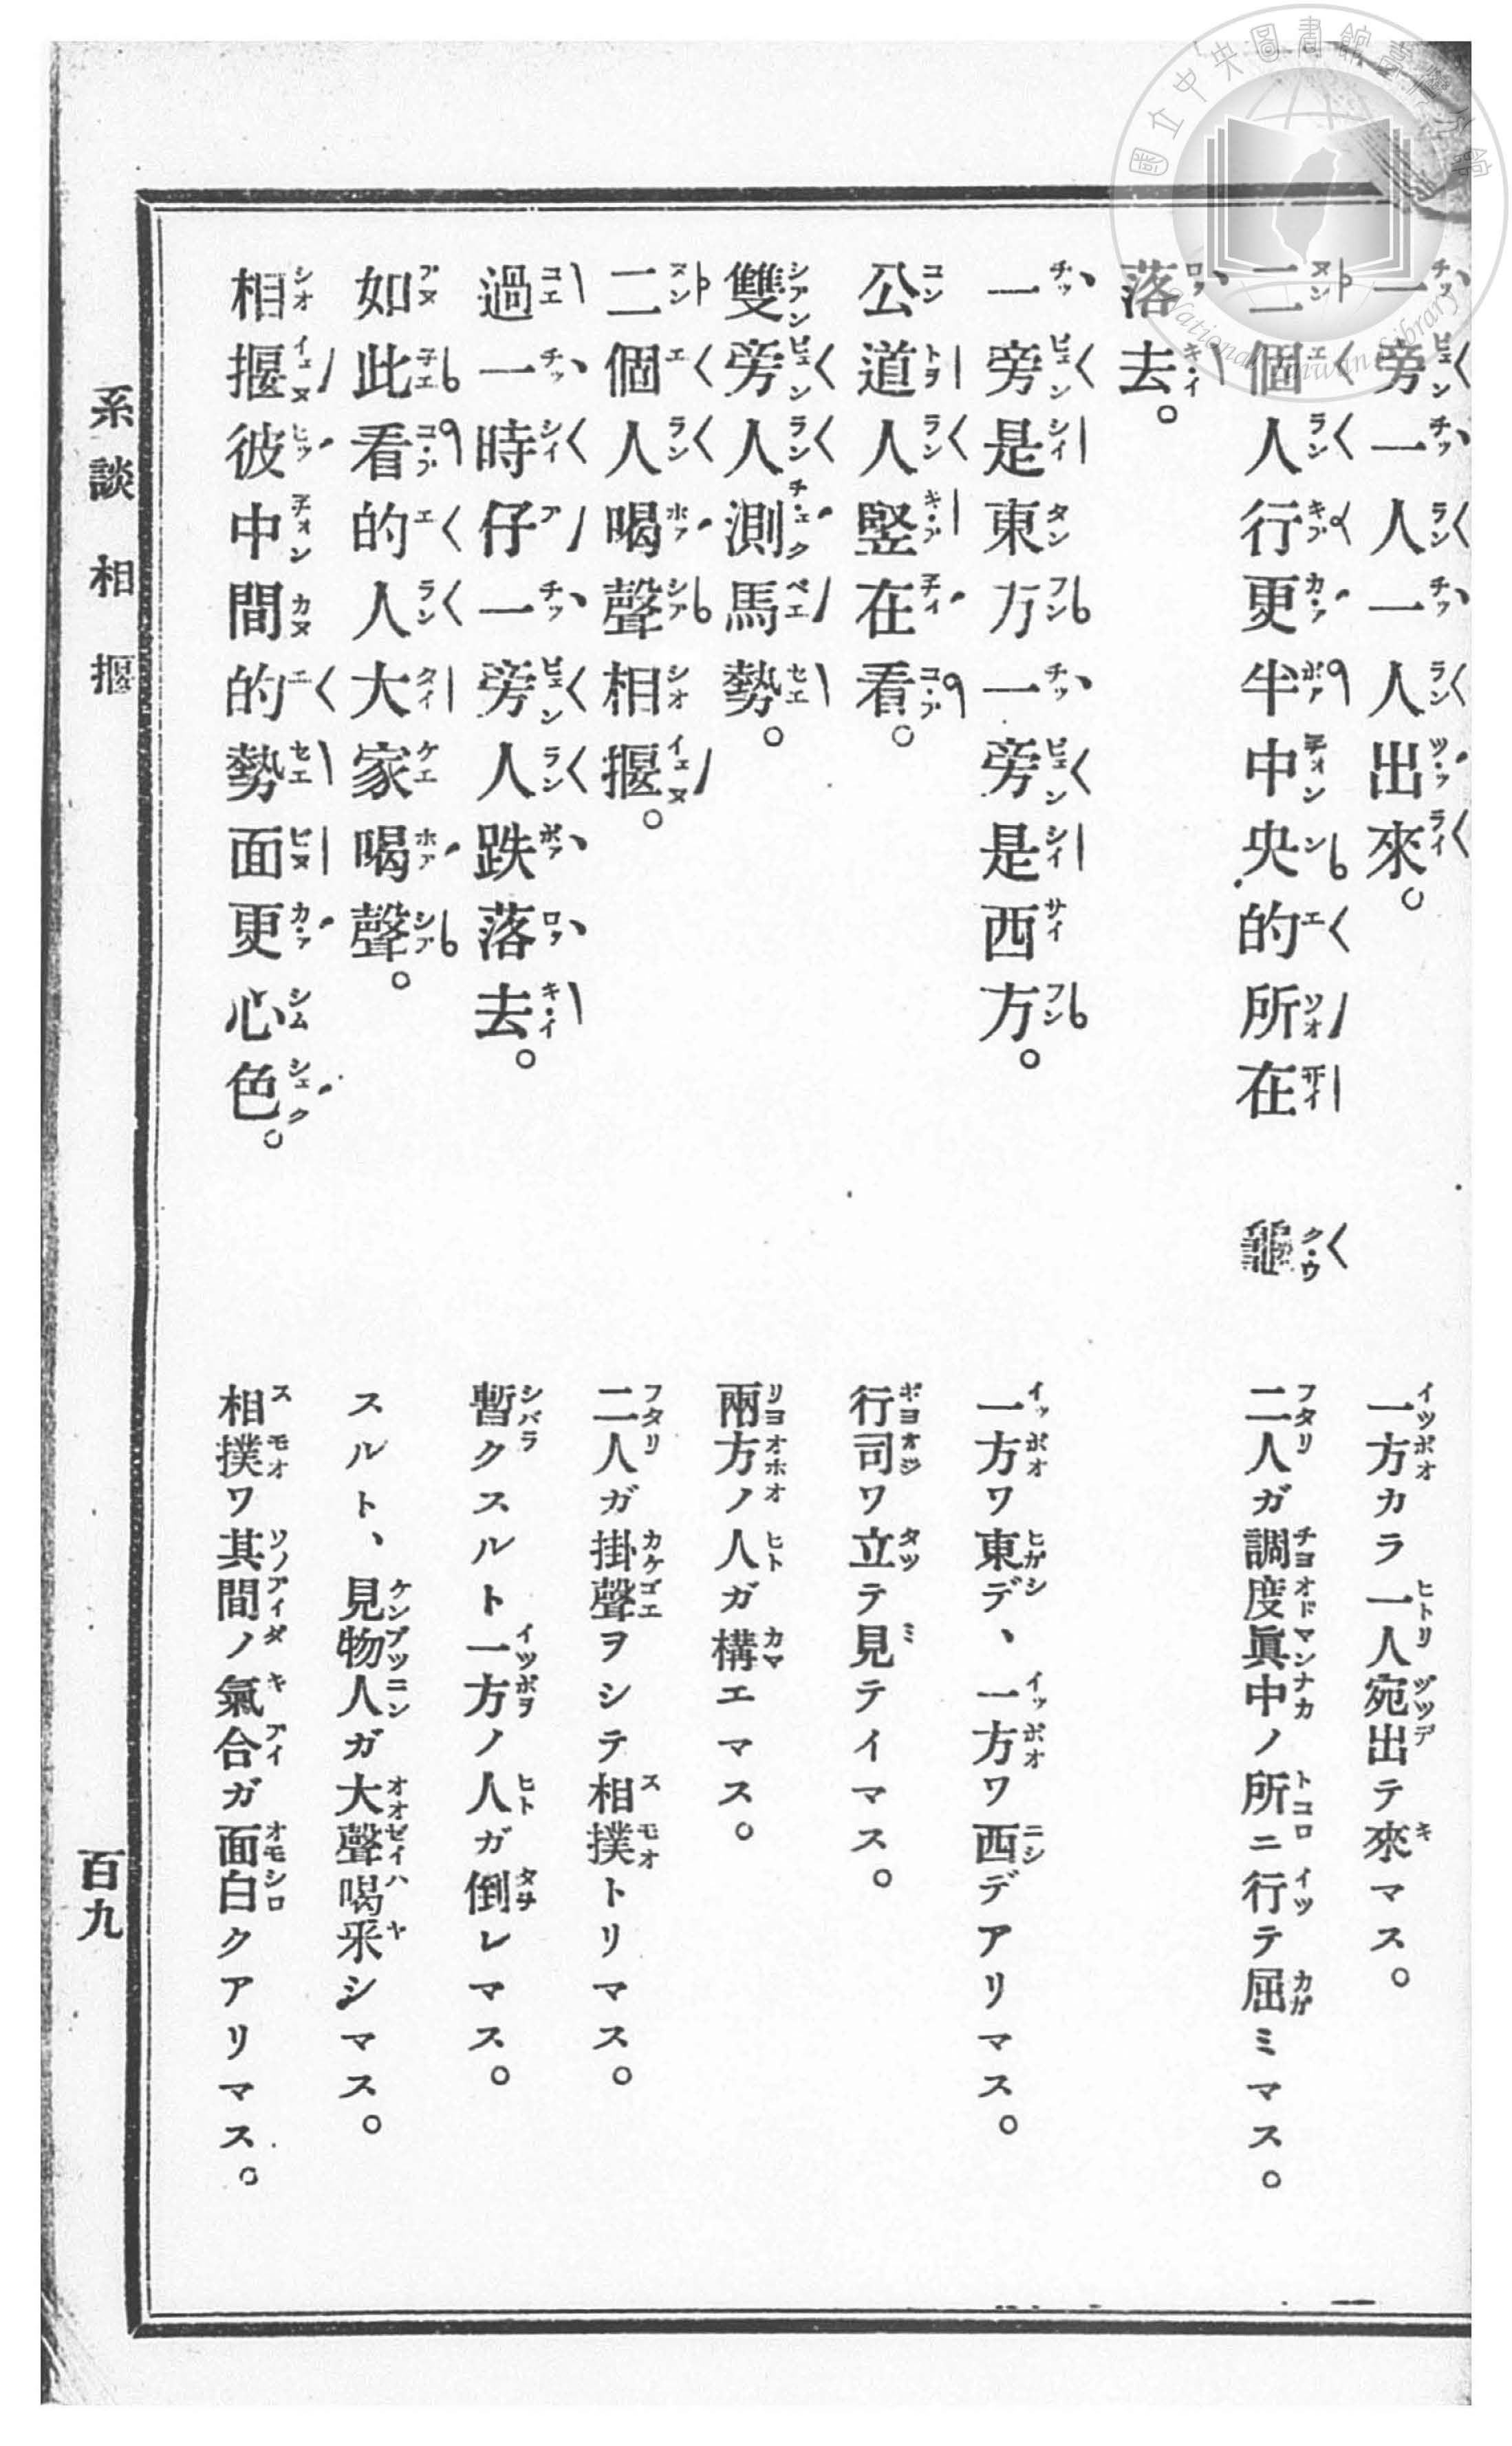 一旁一人一人出來。
一方カラ一人宛出テ來マス。
二個人行更半中央的所在龜
落去。
二人ガ調度眞中ノ所ニ行テ屈ミマス。
一旁是東方一旁是西方。
一方ワ東デ、一方ワ西デアリマス。
公道人竪在看。
行司ワ立テ見テイマス。
雙旁人測馬勢。
兩方ノ人ガ構エマス。
二個人喝聲相揠。
二人ガ掛聲ヲシテ相撲トリマス。
過一時仔一旁人跌落去。
暫クスルト一方ノ人ガ倒レマス。
如此看的人大家喝聲。
スルト、見物人ガ大聲喝釆シマス。
相揠彼中間的勢面更心色。
相撲ワ其間ノ氣合ガ面白クアリマス。
系談 相揠
百九
國立中央圖書館臺灣分館
National Taiwan Library